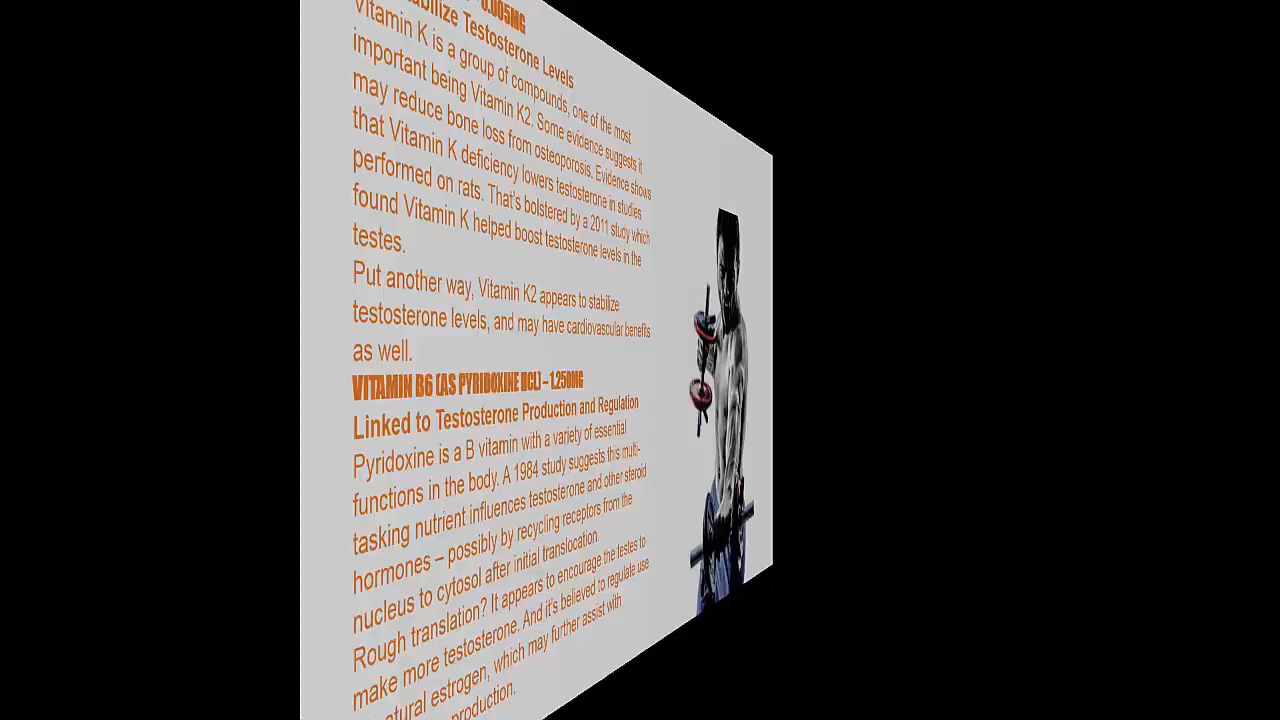 0.005MG
Stabilize Testosterone Levels
Vitamin K is a group of compounds, one of the most
important being Vitamin K2. Some evidence suggests it
may reduce bone loss from osteoporosis. Evidence shows
that Vitamin K deficiency lowers testosterone in studies
performed on rats. That's bolstered by a 2011 study which
found Vitamin K helped boost testosterone levels in the
testes.
Put another way, Vitamin K2 appears to stabilize
testosterone levels, and may have cardiovascular benefits
as well.
VITAMIN B6 (AS PYRIDOXINE HCL) – 1.250MG
Linked to Testosterone Production and Regulation
Pyridoxine is a B vitamin with a variety of essential
functions in the body. A 1984 study suggests this multi-
tasking nutrient influences testosterone and other steroid
hormones – possibly by recycling receptors from the
nucleus to cytosol after initial translocation.
Rough translation? It appears to encourage the testes to
make more testosterone. And it's believed to regulate use
natural estrogen, which may further assist with
production.